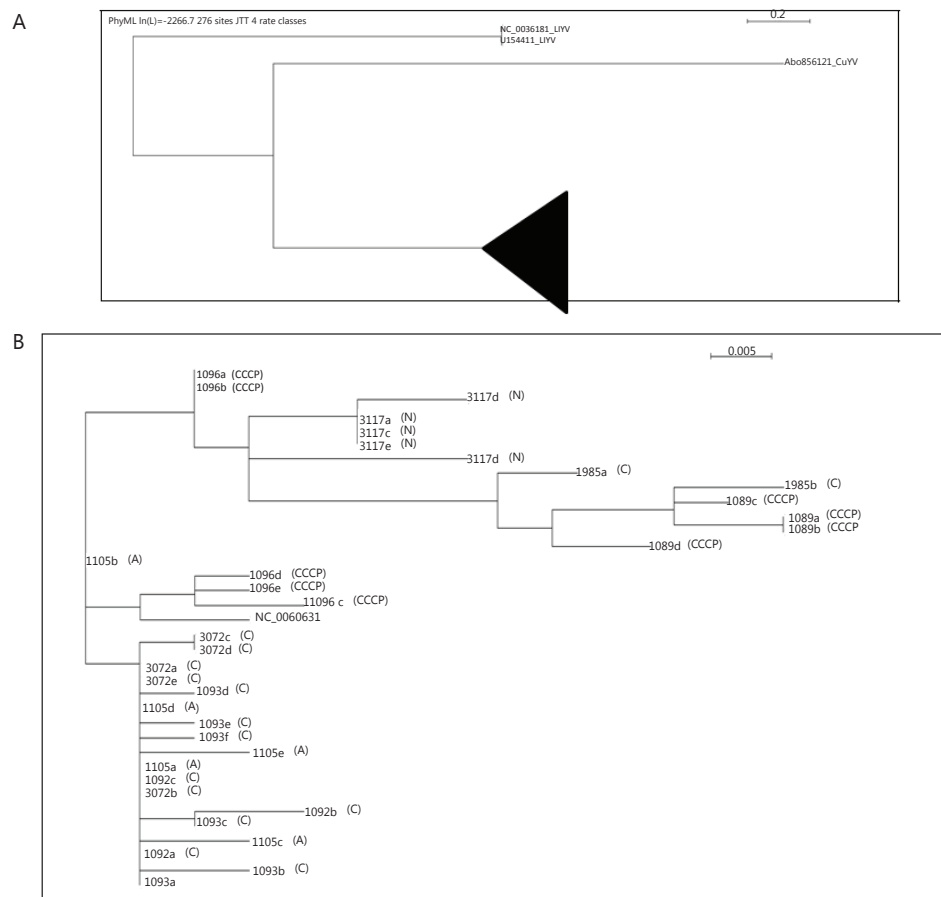 A
PhyML ln(L)=-2266.7 276 sites JTT 4 rate classes
0.2
NC_0036181_LIYV
U154411_LIYV
Abo856121_CuYV
B
0.005
1096a (CCCP)
1096b (CCCP)
3117d (N)
3117a (N)
3117c (N)
3117e (N)
3117d (N)
1985a (C)
1985b (C)
1089c (CCCP)
1089a (CCCP)
1089b (CCCP
1089d (CCCP)
1105b (A)
1096d (CCCP)
1096e (CCCP)
11096 c (CCCP)
NC_0060631
3072c (C)
3072d (C)
3072a (C)
3072e (C)
1093d (C)
1105d (A)
1093e (C)
1093f (C)
1105e (A)
1105a (A)
1092c (C)
3072b (C)
1092b (C)
1093c (C)
1105c (A)
1092a (C)
1093b (C)
1093a